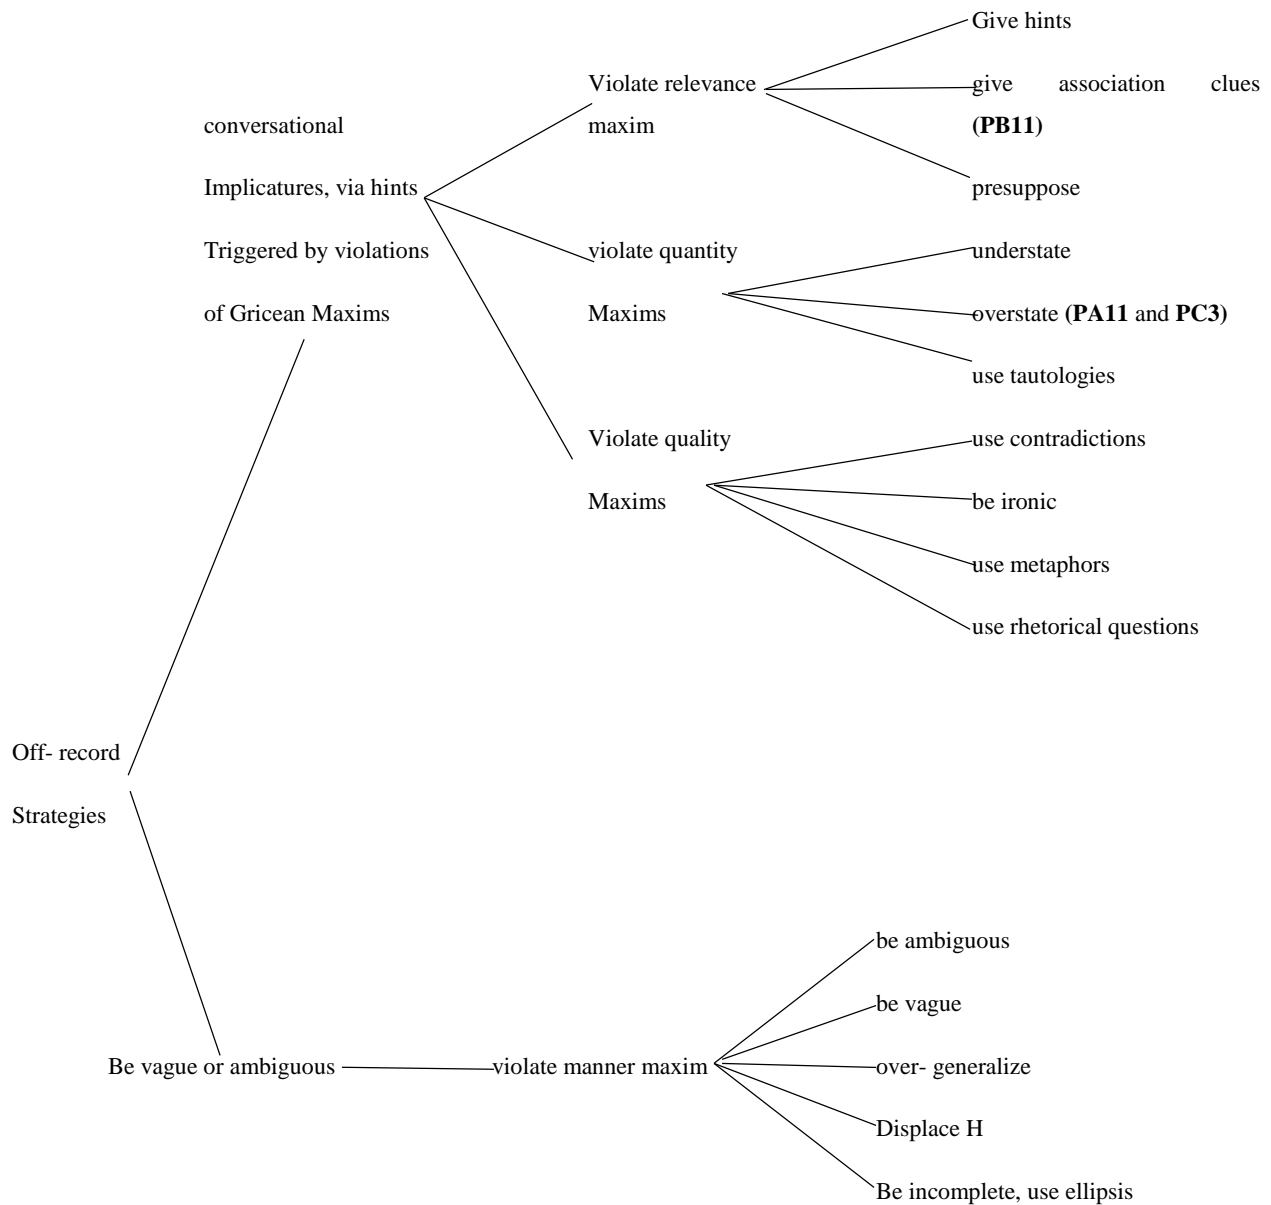 Give hints
Violate relevance
give association clues
conversational
maxim
(PB11)
Implicatures, via hints
presuppose
Triggered by violations
violate quantity
understate
of Gricean Maxims
Maxims
overstate (PA11 and PC3)
use tautologies
Violate quality
use contradictions
Maxims
be ironic
use metaphors
use rhetorical questions
Off- record
Strategies
be ambiguous
be vague
Be vague or ambiguous
violate manner maxim
over- generalize
Displace H
Be incomplete, use ellipsis